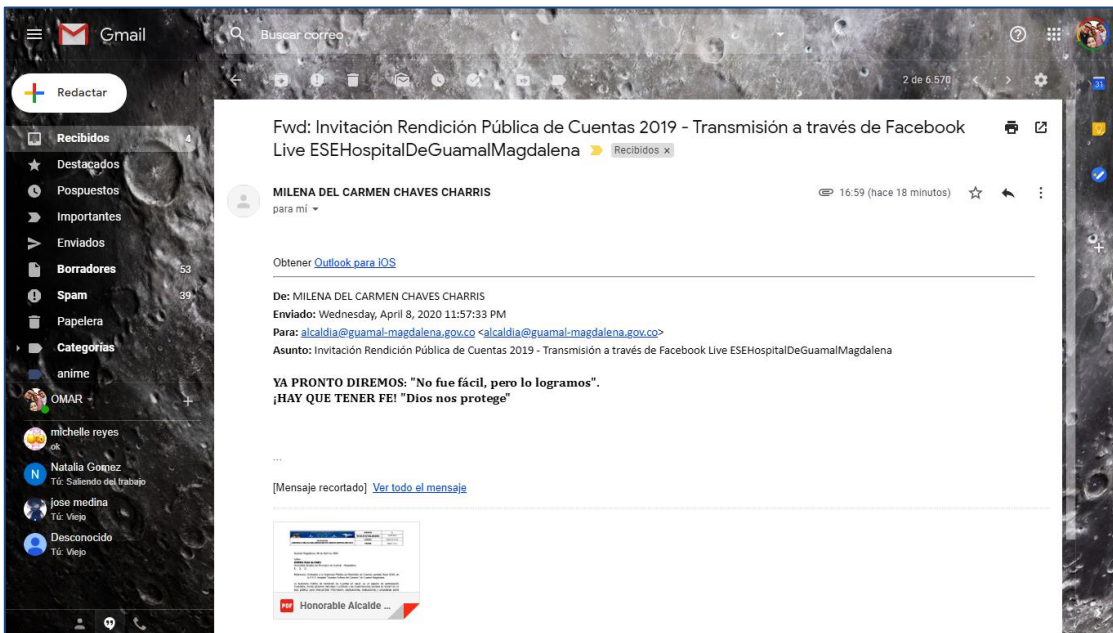 Gmail
Buscar correo
Redactar
2 de 6.570
31
Recibidos 4
Destacados
Pospuestos
Importantes
Enviados
Borradores 53
Spam 39
Papelera
Categorías
anime
OMAR
michelle reyes
ok
Natalia Gomez
Tú: Saliendo del trabajo
jose medina
Tú: Viejo
Desconocido
Tú: Viejo
N
Fwd: Invitación Rendición Pública de Cuentas 2019 - Transmisión a través de Facebook
Live ESEHospitalDeGuamalMagdalena Recibidos x
MILENA DEL CARMEN CHAVES CHARRIS 16:59 (hace 18 minutos)
para mí
Obtener Outlook para iOS
De: MILENA DEL CARMEN CHAVES CHARRIS
Enviado: Wednesday, April 8, 2020 11:57:33 PM
Para: alcaldia@guamal-magdalena.gov.co <alcaldia@guamal-magdalena.gov.co>
Asunto: Invitación Rendición Pública de Cuentas 2019 - Transmisión a través de Facebook Live ESEHospitalDeGuamalMagdalena
YA PRONTO DIREMOS: "No fue fácil, pero lo logramos".
¡HAY QUE TENER FE! "Dios nos protege"
...
[Mensaje recortado] Ver todo el mensaje
PDF Honorable Alcalde ...